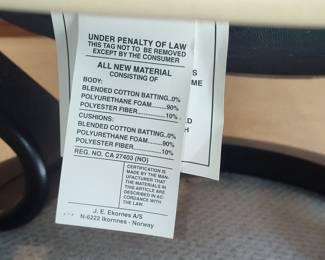 UNDER PENALTY OF LAW
THIS TAG NOT TO BE REMOVED
EXCEPT BY THE CONSUMER
ALL NEW MATERIAL
CONSISTING OF
BODY:
BLENDED COTTON BATTING..0%
POLYURETHANE FOAM.......90%
POLYESTER FIBER............10%
CUSHIONS:
BLENDED COTTON BATTING..0%
POLYURETHANE FOAM.......90%
POLYESTER FIBER............10%
REG. NO. CA 27403 (NO)
CERTIFICATION IS
MADE BY THE MAN-
UFACTURER THAT
THE MATERIALS IN
THIS ARTICLE ARE
DESCRIBED IN AC-
CORDANCE WITH
THE LAW.
J. E. Ekornes A/S
N-6222 Ikornnes - Norway